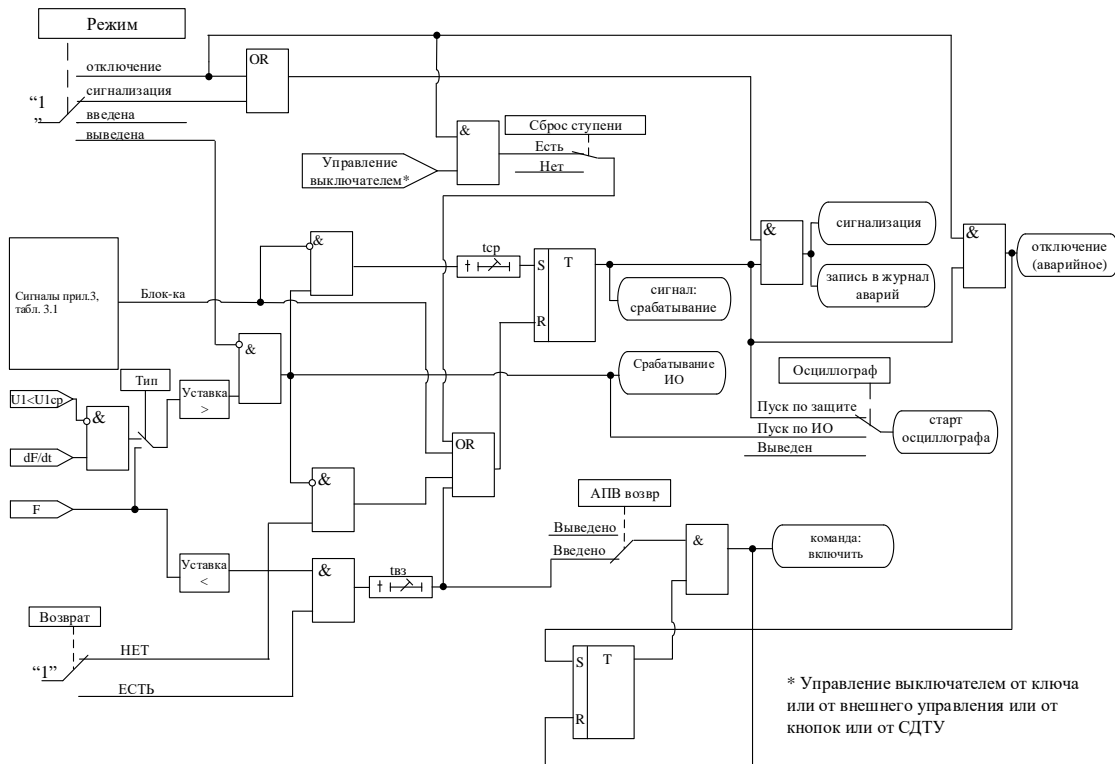 Режим
отключение
сигнализация
“1
”
введена
выведена
OR
&
Сброс ступени
Есть
Нет
Управление
выключателем*
&
сигнализация
запись в журнал
аварий
&
отключение
(аварийное)
Сигналы прил.3,
табл. 3.1
Блок-ка
&
tср
S T
R
сигнал:
срабатывание
&
Срабатывание
ИО
Осциллограф
Пуск по защите
Пуск по ИО
Выведен
старт
осциллографа
Тип
U1<U1ср
&
Уставка
>
dF/dt
F
OR
&
АПВ возвр
Выведено
Введено
&
команда:
включить
Уставка
<
&
tвз
Возврат
“1”
НЕТ
ЕСТЬ
S T
R
* Управление выключателем от ключа
или от внешнего управления или от
кнопок или от СДТУ